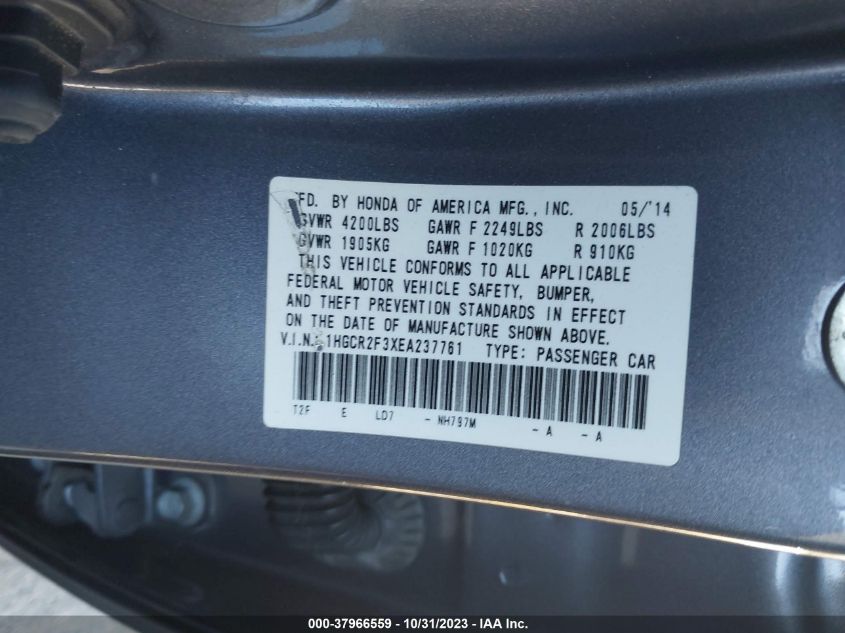 MFD. BY HONDA OF AMERICA MFG., INC. 05/'14
GVWR 4200LBS GAWR F 2249LBS R 2006LBS
GVWR 1905KG GAWR F 1020KG R 910KG
THIS VEHICLE CONFORMS TO ALL APPLICABLE
FEDERAL MOTOR VEHICLE SAFETY, BUMPER,
AND THEFT PREVENTION STANDARDS IN EFFECT
ON THE DATE OF MANUFACTURE SHOWN ABOVE.
V.I.N.: 1HGCR2F3XEA237761 TYPE: PASSENGER CAR
T2F E LD7 - NH797M - A - A
000-37966559 - 10/31/2023 - IAA Inc.